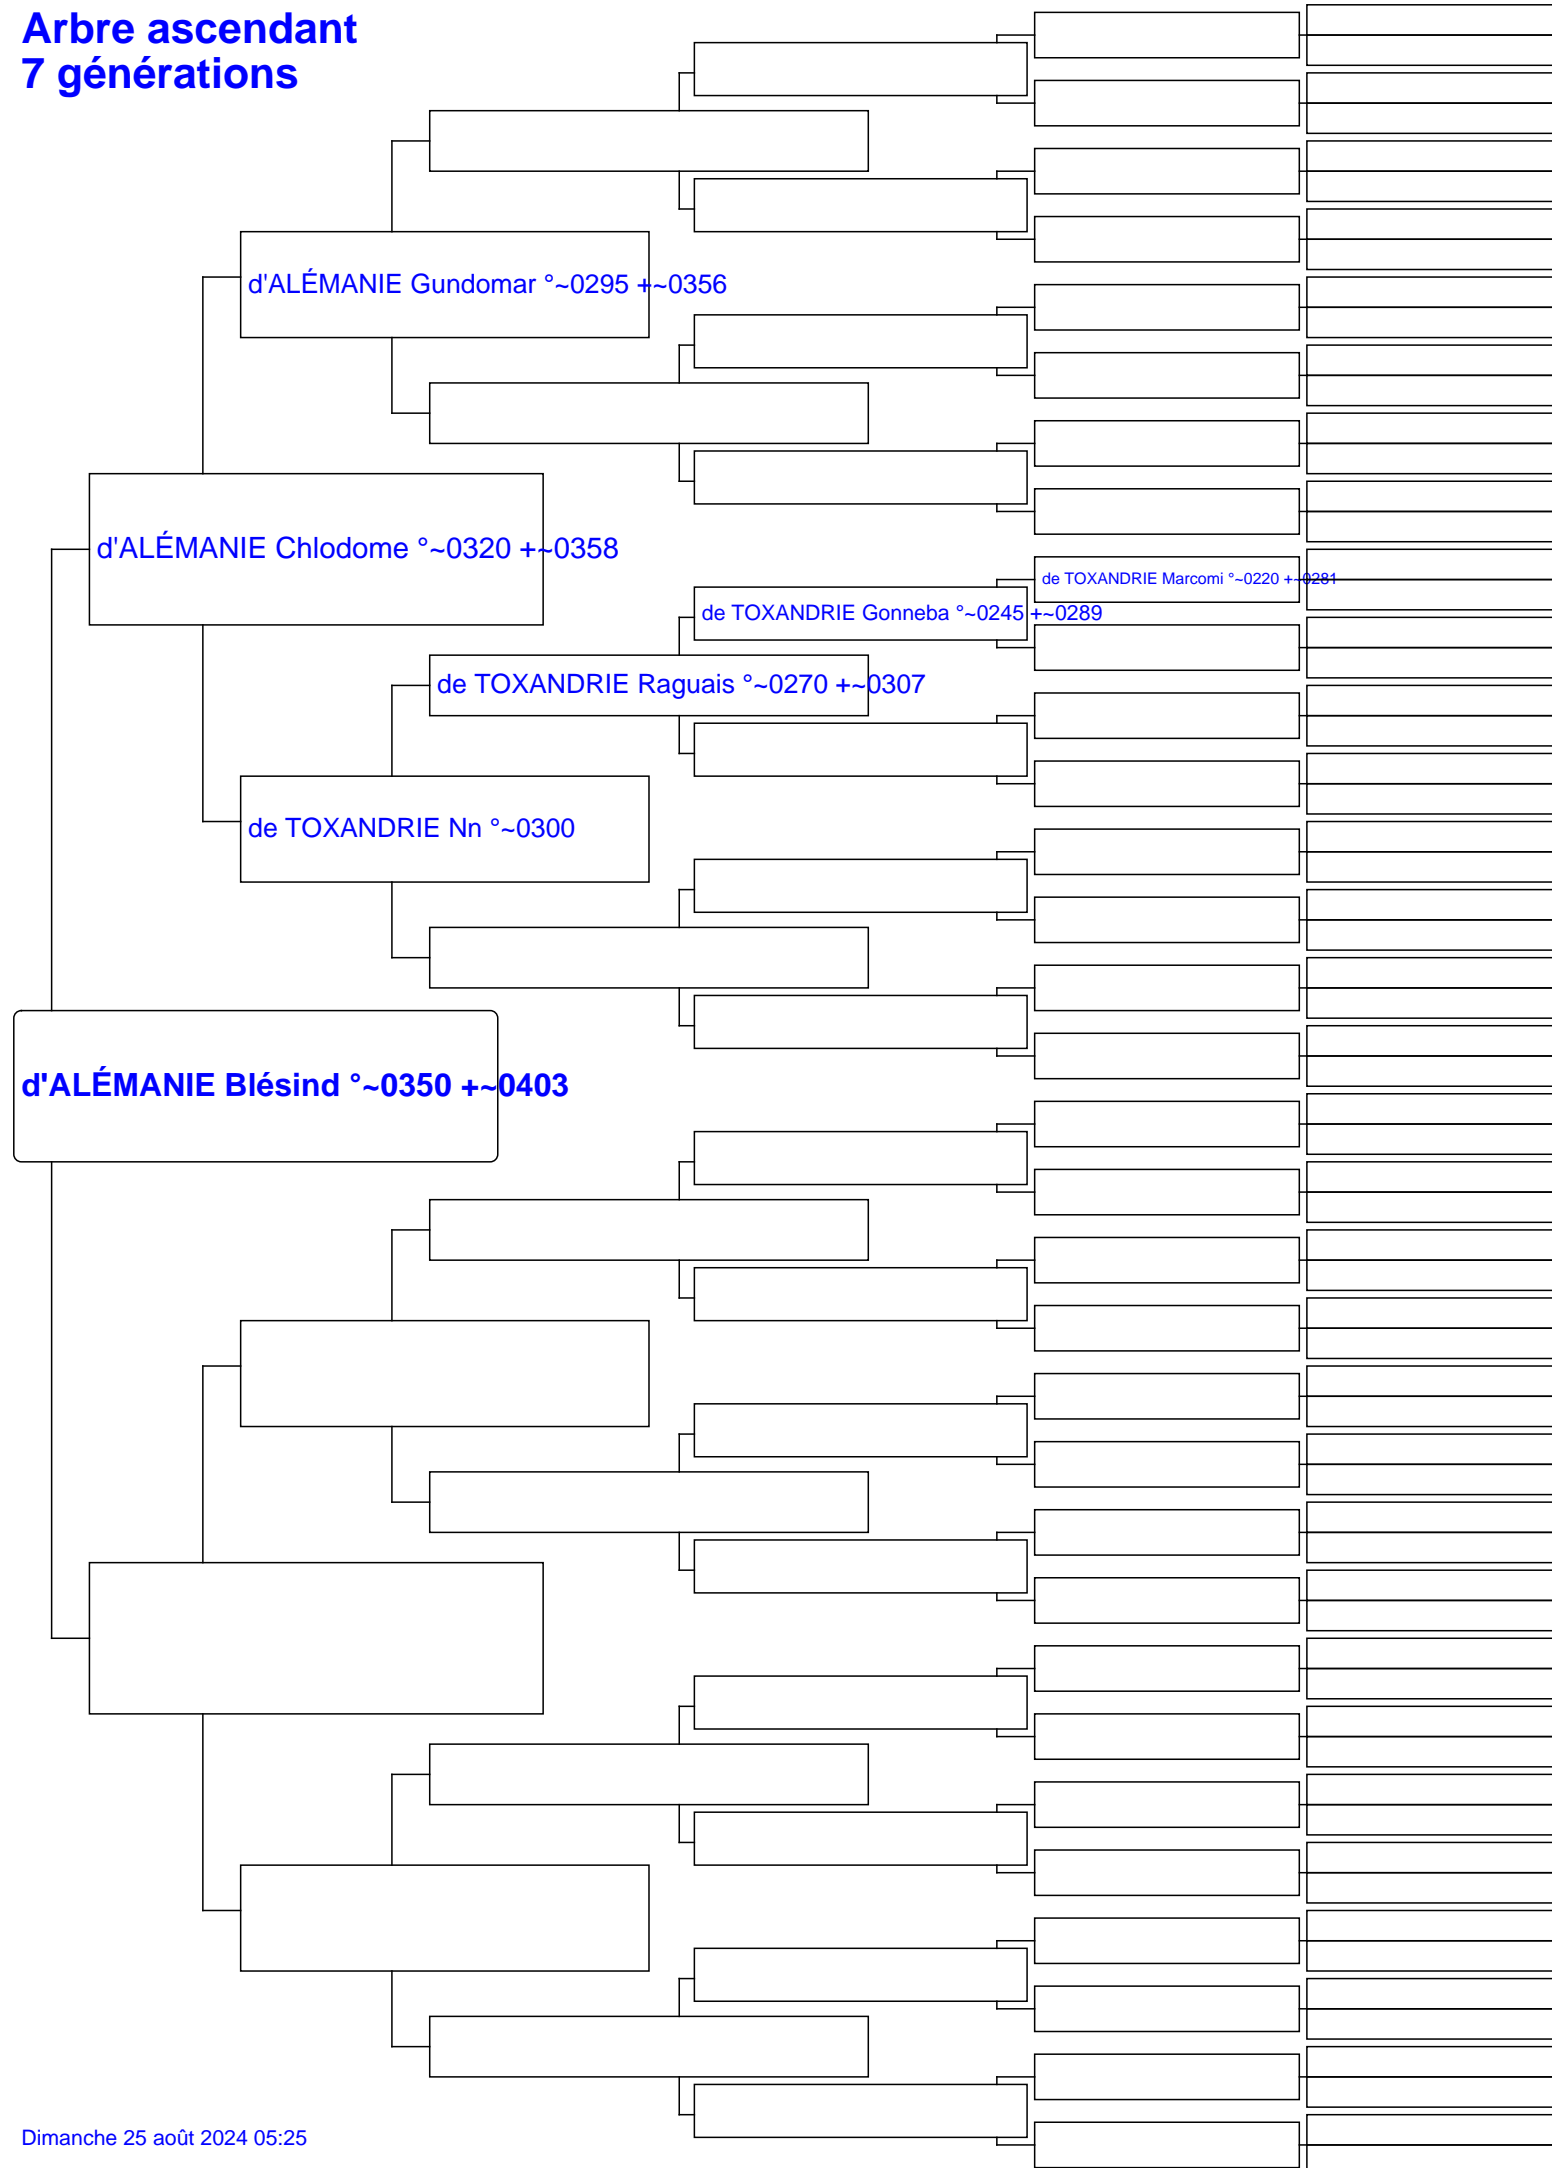 Arbre ascendant
7 générations
d'ALÉMANIE Gundomar °~0295 +~0356
d'ALÉMANIE Chlodome °~0320 +~0358
de TOXANDRIE Marcomi °~0220 +~0281
de TOXANDRIE Gonneba °~0245 +~0289
de TOXANDRIE Raguais °~0270 +~0307
de TOXANDRIE Nn °~0300
d'ALÉMANIE Blésind °~0350 +~0403
Dimanche 25 août 2024 05:25